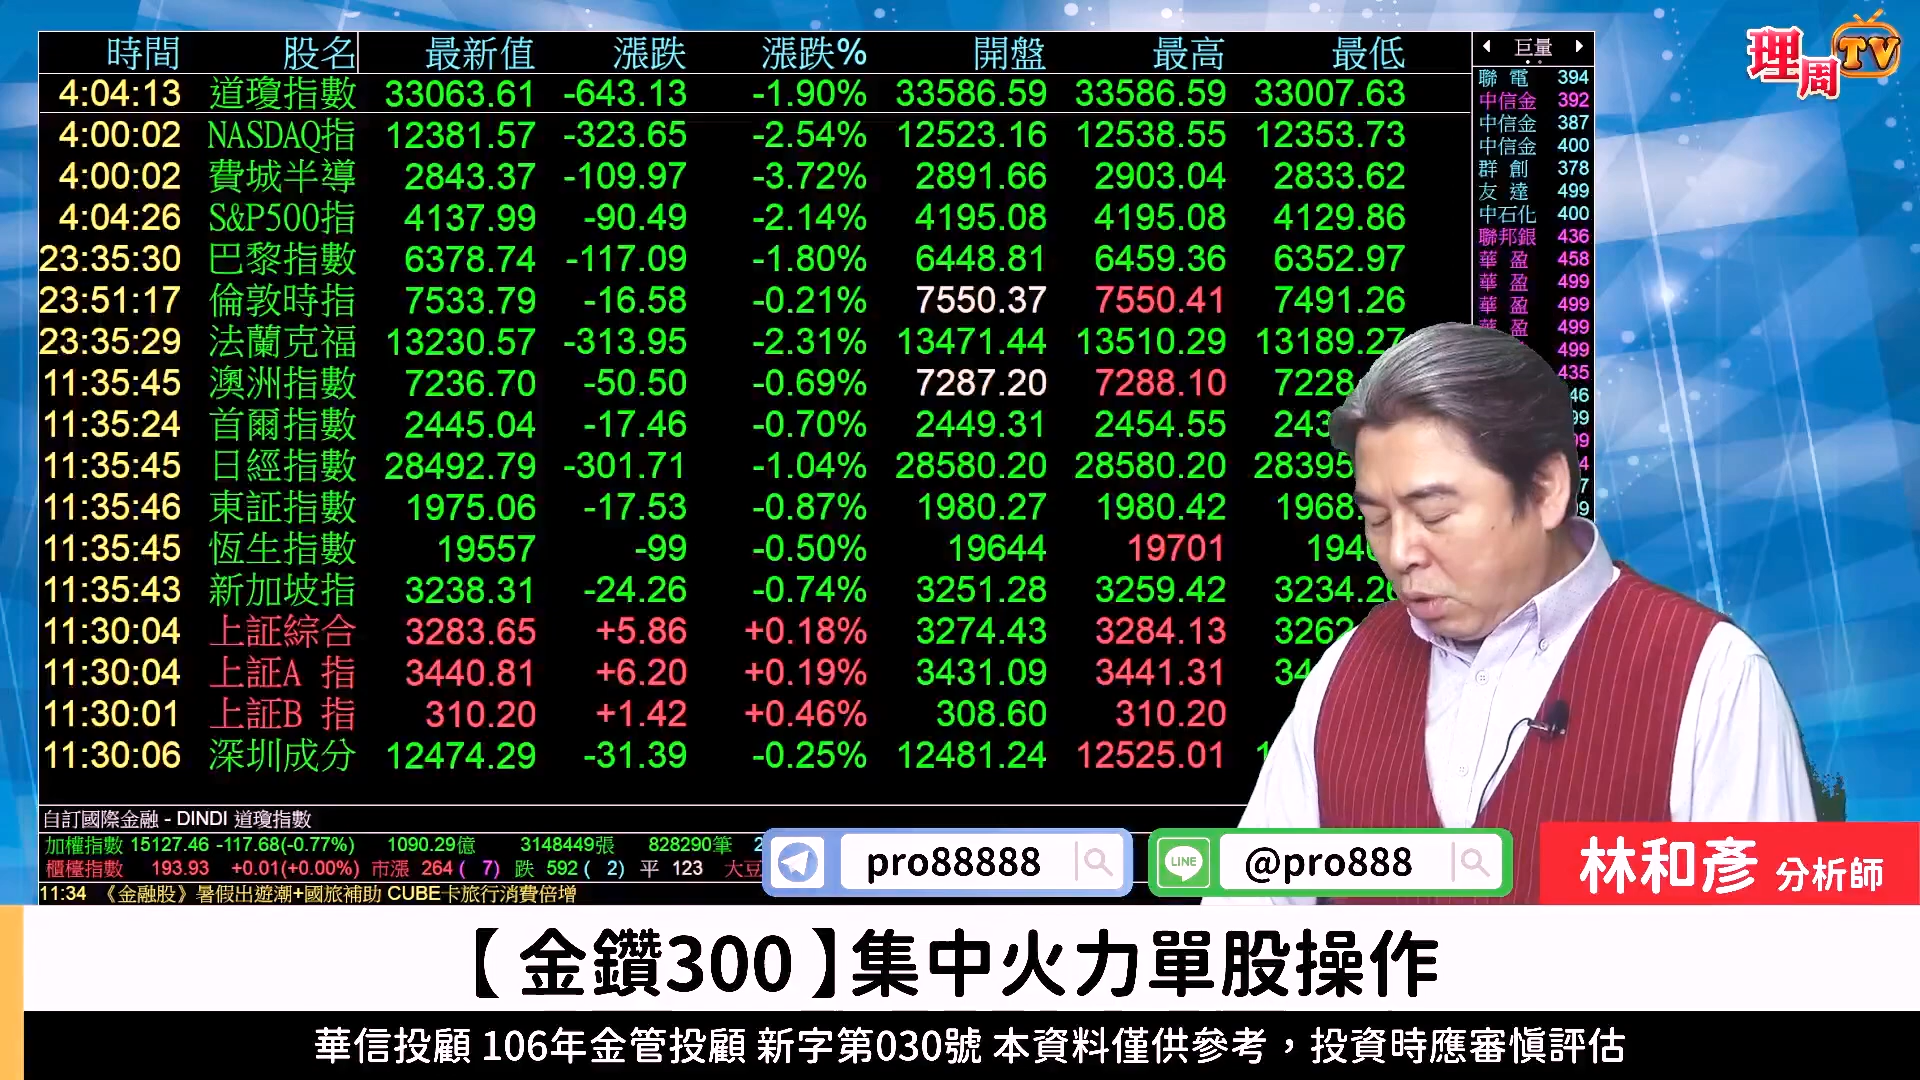 時間 股名 最新值 漲跌 漲跌% 開盤 最高 最低
4:04:13 道瓊指數 33063.61 -643.13 -1.90% 33586.59 33586.59 33007.63
4:00:02 NASDAQ指 12381.57 -323.65 -2.54% 12523.16 12538.55 12353.73
4:00:02 費城半導 2843.37 -109.97 -3.72% 2891.66 2903.04 2833.62
4:04:26 S&P500指 4137.99 -90.49 -2.14% 4195.08 4195.08 4129.86
23:35:30 巴黎指數 6378.74 -117.09 -1.80% 6448.81 6459.36 6352.97
23:51:17 倫敦時指 7533.79 -16.58 -0.21% 7550.37 7550.41 7491.26
23:35:29 法蘭克福 13230.57 -313.95 -2.31% 13471.44 13510.29 13189.27
11:35:45 澳洲指數 7236.70 -50.50 -0.69% 7287.20 7288.10 7228
11:35:24 首爾指數 2445.04 -17.46 -0.70% 2449.31 2454.55 243
11:35:45 日經指數 28492.79 -301.71 -1.04% 28580.20 28580.20 28395
11:35:46 東証指數 1975.06 -17.53 -0.87% 1980.27 1980.42 1968.
11:35:45 恆生指數 19557 -99 -0.50% 19644 19701 194
11:35:43 新加坡指 3238.31 -24.26 -0.74% 3251.28 3259.42 3234.26
11:30:04 上証綜合 3283.65 +5.86 +0.18% 3274.43 3284.13 3262
11:30:04 上証A 指 3440.81 +6.20 +0.19% 3431.09 3441.31 34
11:30:01 上証B 指 310.20 +1.42 +0.46% 308.60 310.20
11:30:06 深圳成分 12474.29 -31.39 -0.25% 12481.24 12525.01
巨量
聯電 394
中信金 392
中信金 387
中信金 400
群創 378
友達 499
中石化 400
聯邦銀 436
華盈 458
華盈 499
華盈 499
華盈 499
499
435
理周TV
自訂國際金融 - DINDI 道瓊指數
加權指數 15127.46 -117.68(-0.77%) 1090.29億 3148449張 828290筆 2
櫃檯指數 193.93 +0.01(+0.00%) 市漲 264( 7) 跌 592( 2) 平 123 大豆
11:34 《金融股》暑假出遊潮+國旅補助 CUBE卡旅行消費倍增
pro88888
LINE @pro888
林和彥 分析師
【金鑽300】集中火力單股操作
華信投顧 106年金管投顧 新字第030號 本資料僅供參考，投資時應審慎評估